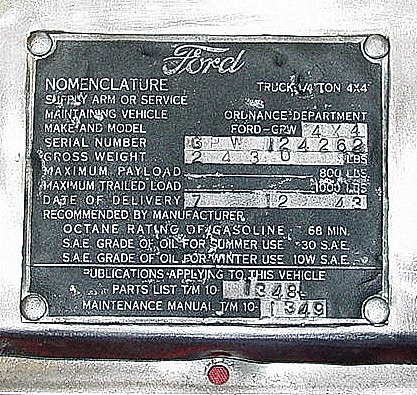 Ford
NOMENCLATURE TRUCK, 1/4 TON 4X4
SUPPLY ARM OR SERVICE
MAINTAINING VEHICLE ORDNANCE DEPARTMENT
MAKE AND MODEL FORD-GPW 4X4
SERIAL NUMBER GPW 124262
GROSS WEIGHT 2430 LBS
MAXIMUM PAYLOAD 800 LBS
MAXIMUM TRAILED LOAD 1000 LBS
DATE OF DELIVERY 7 12 43
RECOMMENDED BY MANUFACTURER
OCTANE RATING OF GASOLINE 68 MIN.
S.A.E. GRADE OF OIL FOR SUMMER USE 30 S.A.E.
S.A.E. GRADE OF OIL FOR WINTER USE 10W S.A.E.
PUBLICATIONS APPLYING TO THIS VEHICLE
PARTS LIST T/M 10- 1348
MAINTENANCE MANUAL T/M 10- 1349